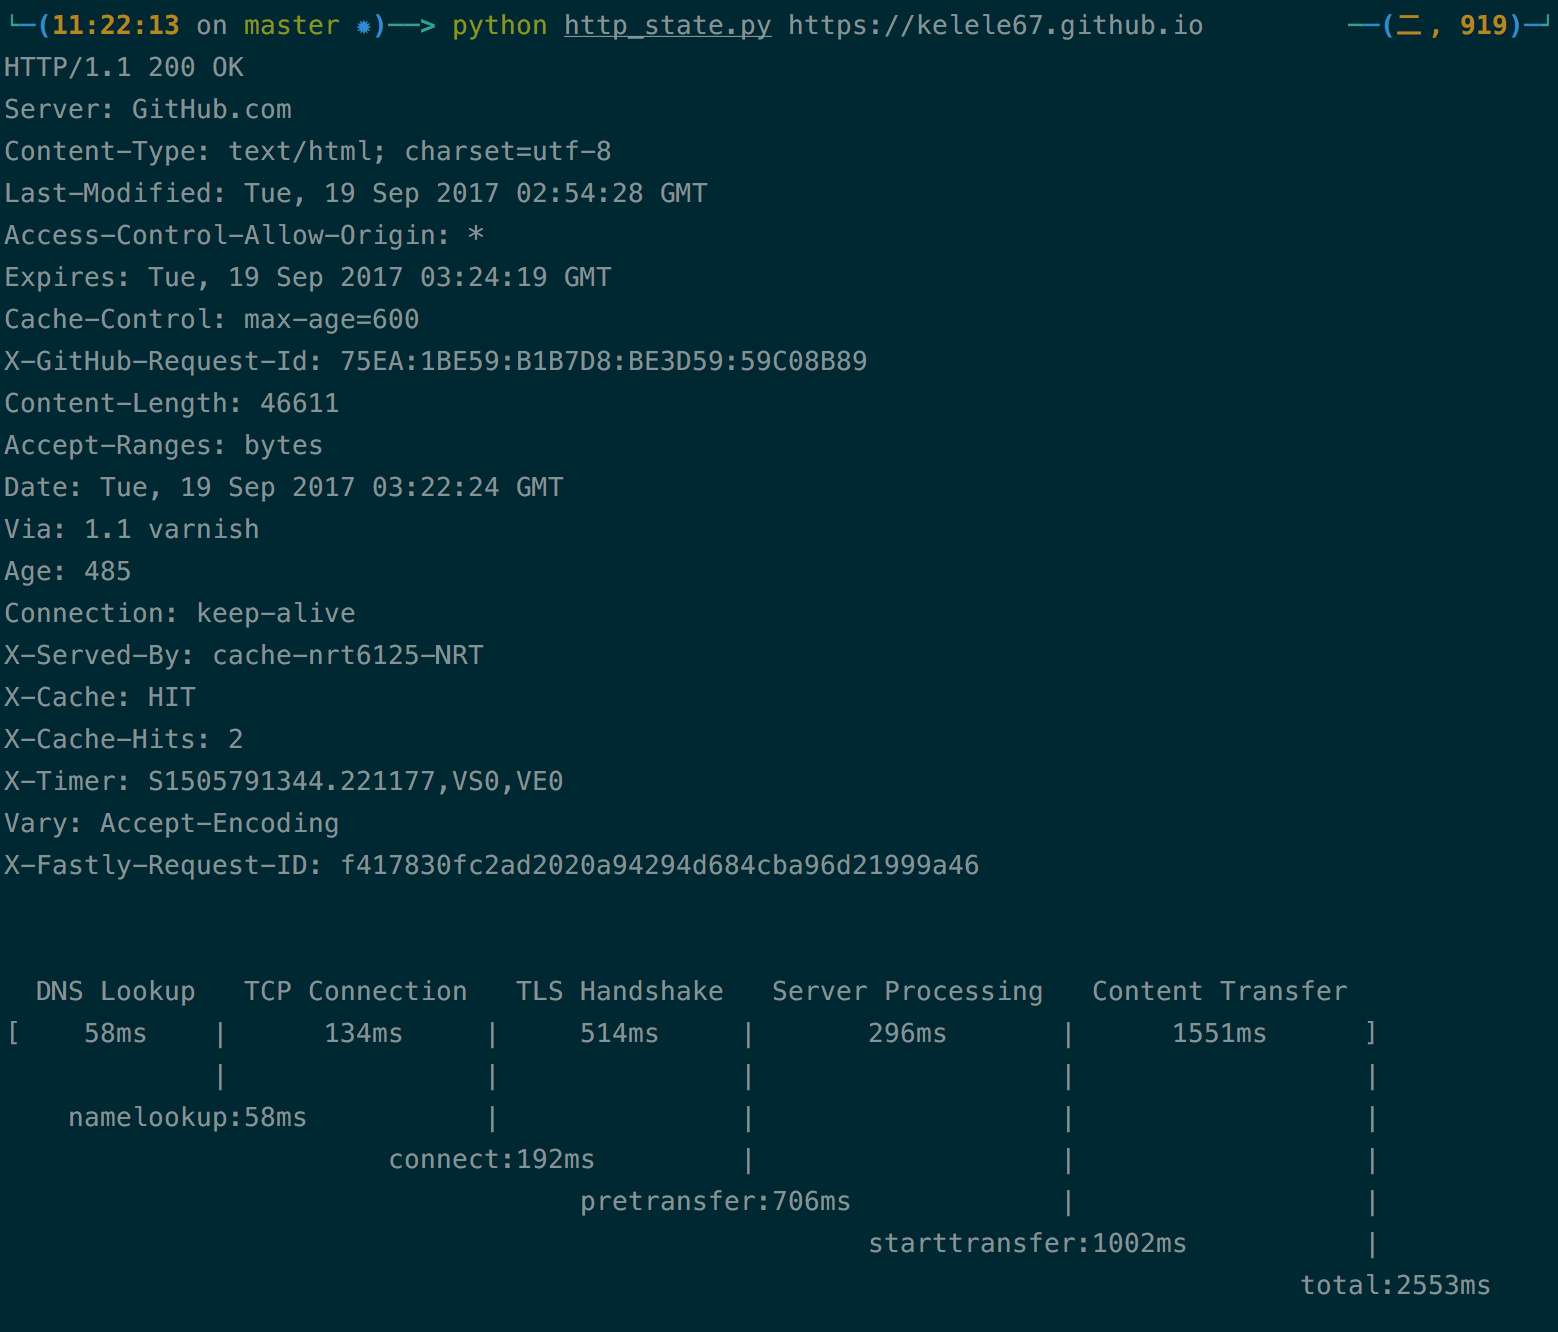 └─(11:22:13 on master ✹)──> python http_state.py https://kelele67.github.io ──(二, 919)─┘
HTTP/1.1 200 OK
Server: GitHub.com
Content-Type: text/html; charset=utf-8
Last-Modified: Tue, 19 Sep 2017 02:54:28 GMT
Access-Control-Allow-Origin: *
Expires: Tue, 19 Sep 2017 03:24:19 GMT
Cache-Control: max-age=600
X-GitHub-Request-Id: 75EA:1BE59:B1B7D8:BE3D59:59C08B89
Content-Length: 46611
Accept-Ranges: bytes
Date: Tue, 19 Sep 2017 03:22:24 GMT
Via: 1.1 varnish
Age: 485
Connection: keep-alive
X-Served-By: cache-nrt6125-NRT
X-Cache: HIT
X-Cache-Hits: 2
X-Timer: S1505791344.221177,VS0,VE0
Vary: Accept-Encoding
X-Fastly-Request-ID: f417830fc2ad2020a94294d684cba96d21999a46
DNS Lookup TCP Connection TLS Handshake Server Processing Content Transfer
[ 58ms | 134ms | 514ms | 296ms | 1551ms ]
| | | | |
namelookup:58ms | | | |
connect:192ms | | |
pretransfer:706ms | |
starttransfer:1002ms |
total:2553ms